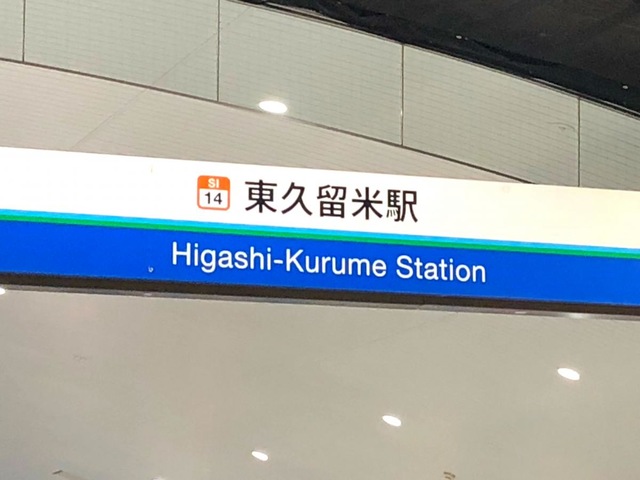 SI
14
東久留米駅
Higashi-Kurume Station